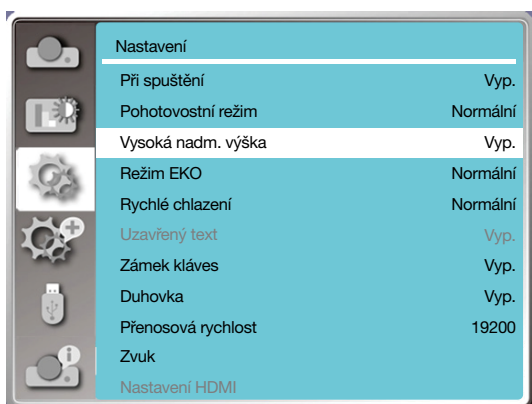 Nastavení
Při spuštění Vyp.
Pohotovostní režim Normální
Vysoká nadm. výška Vyp.
Režim EKO Normální
Rychlé chlazení Normální
Uzavřený text Vyp.
Zámek kláves Vyp.
Duhovka Vyp.
Přenosová rychlost 19200
Zvuk
Nastavení HDMI